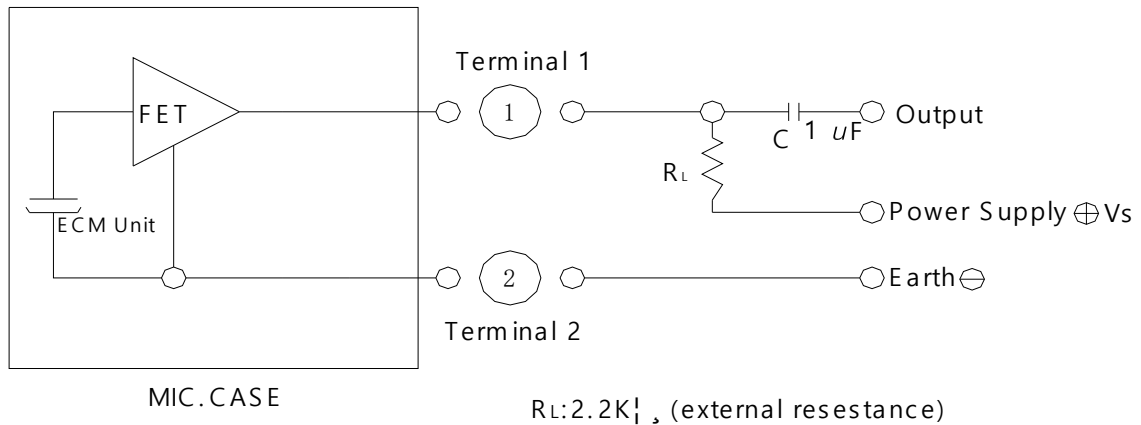 Terminal 1
FET
1
C 1 uF
Output
RL
Power Supply ⊕ Vs
ECM Unit
2
Earth ⊖
Terminal 2
MIC.CASE
RL:2.2K¦ ¸ (external resestance)